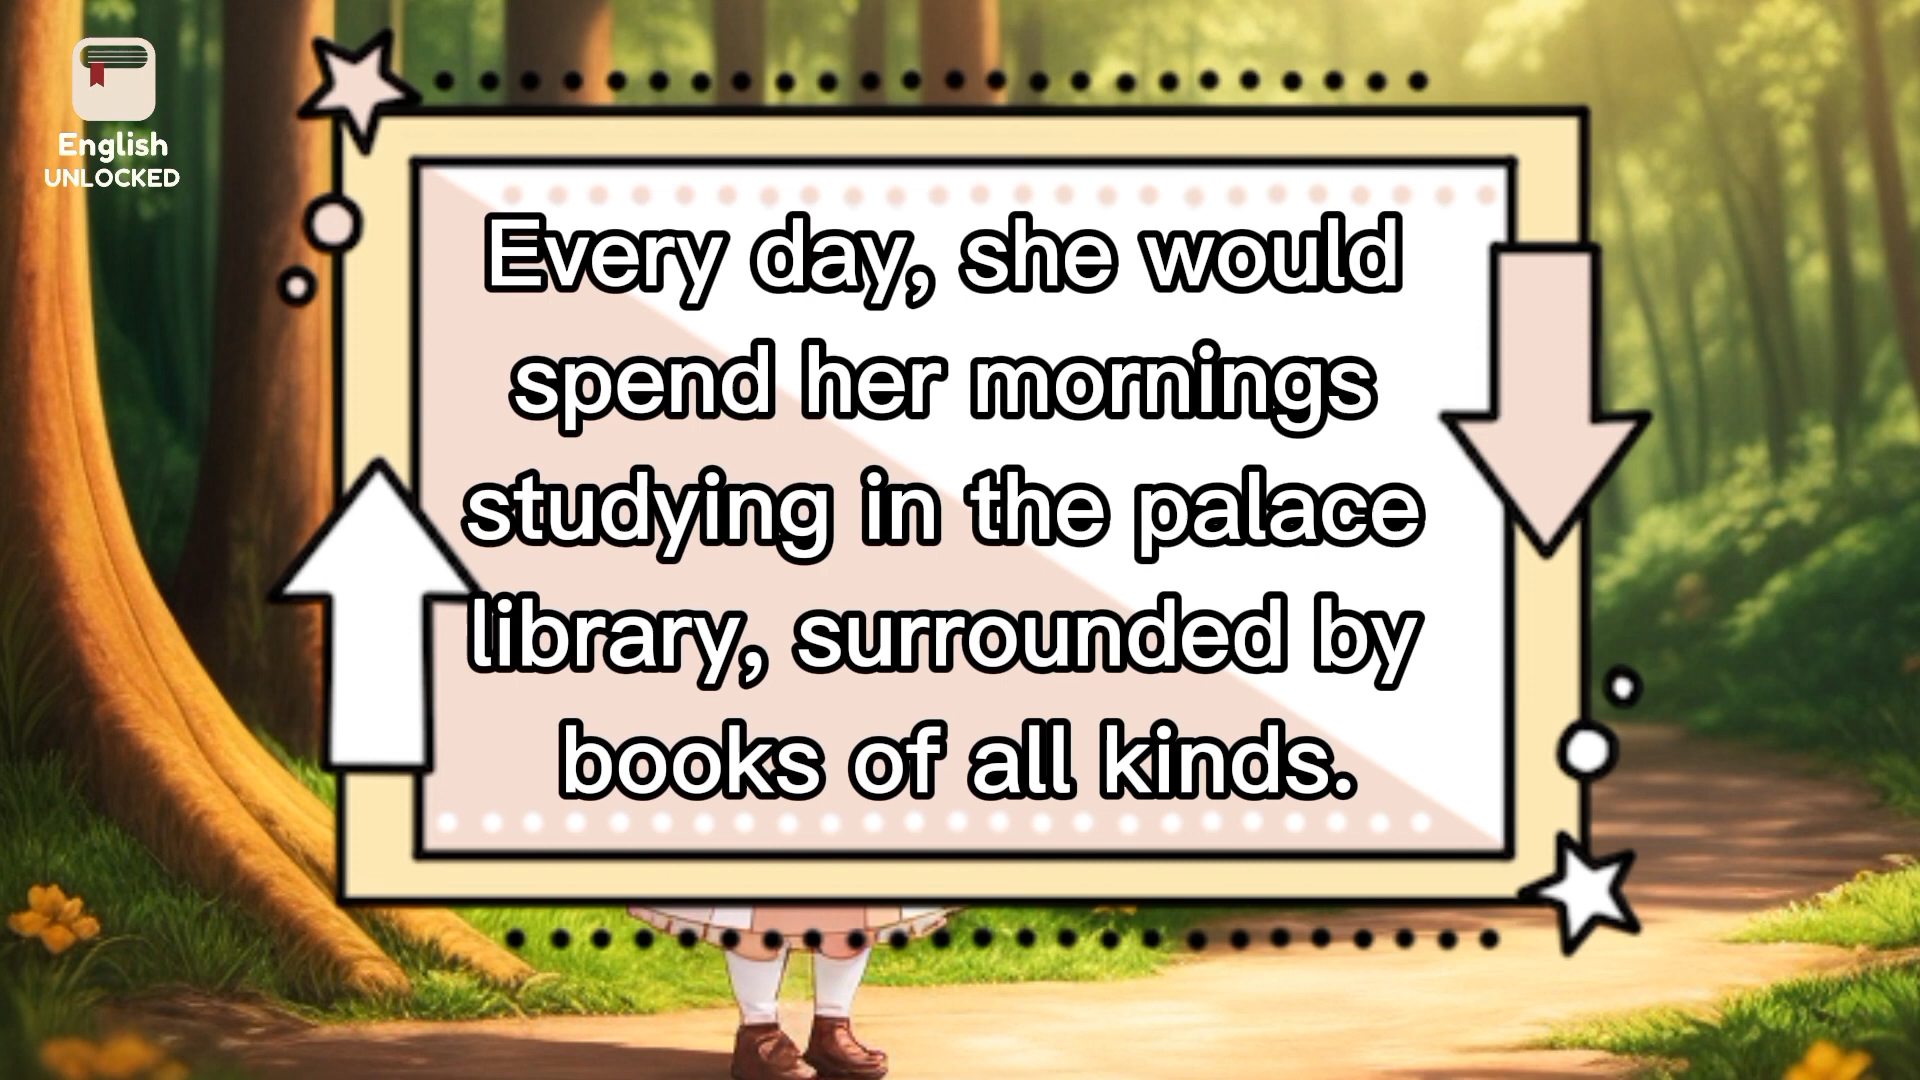 English
UNLOCKED
Every day, she would
spend her mornings
studying in the palace
library, surrounded by
books of all kinds.